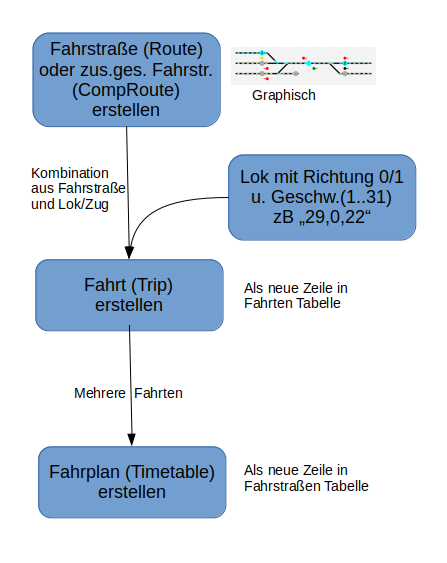 Fahrstraße (Route)
oder zus.ges. Fahrstr.
(CompRoute)
erstellen
Graphisch
Kombination
aus Fahrstraße
und Lok/Zug
Lok mit Richtung 0/1
u. Geschw.(1..31)
zB „29,0,22“
Fahrt (Trip)
erstellen
Als neue Zeile in
Fahrten Tabelle
Mehrere Fahrten
Fahrplan (Timetable)
erstellen
Als neue Zeile in
Fahrstraßen Tabelle